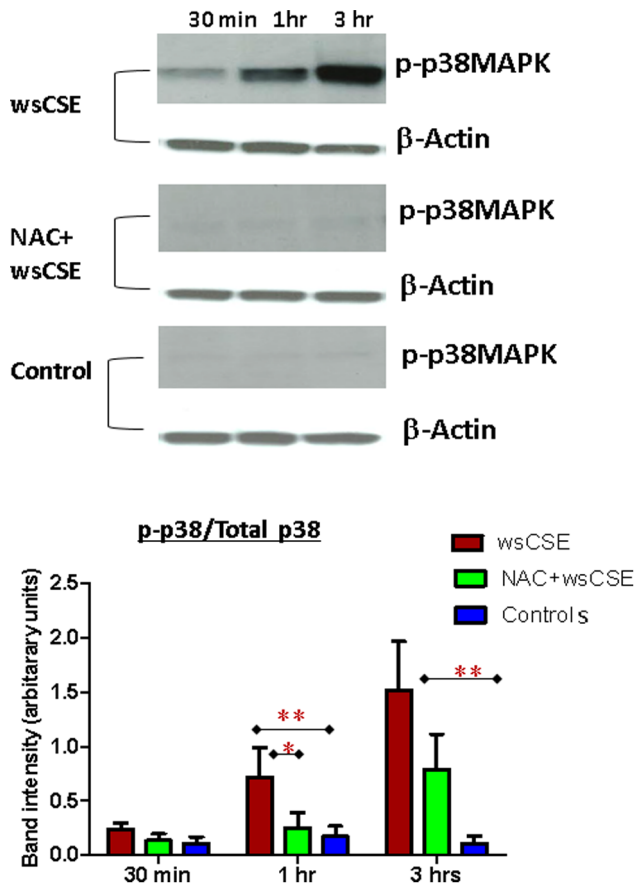 30 min 1hr 3 hr
p-p38MAPK
wsCSE
β-Actin
p-p38MAPK
NAC+
wsCSE
β-Actin
p-p38MAPK
Control
β-Actin
p-p38/Total p38
wsCSE
NAC+wsCSE
Controls
Band intensity (arbitarary units)
2.5
2.0
**
1.5
**
1.0
*
0.5
0.0
30 min 1 hr 3 hrs